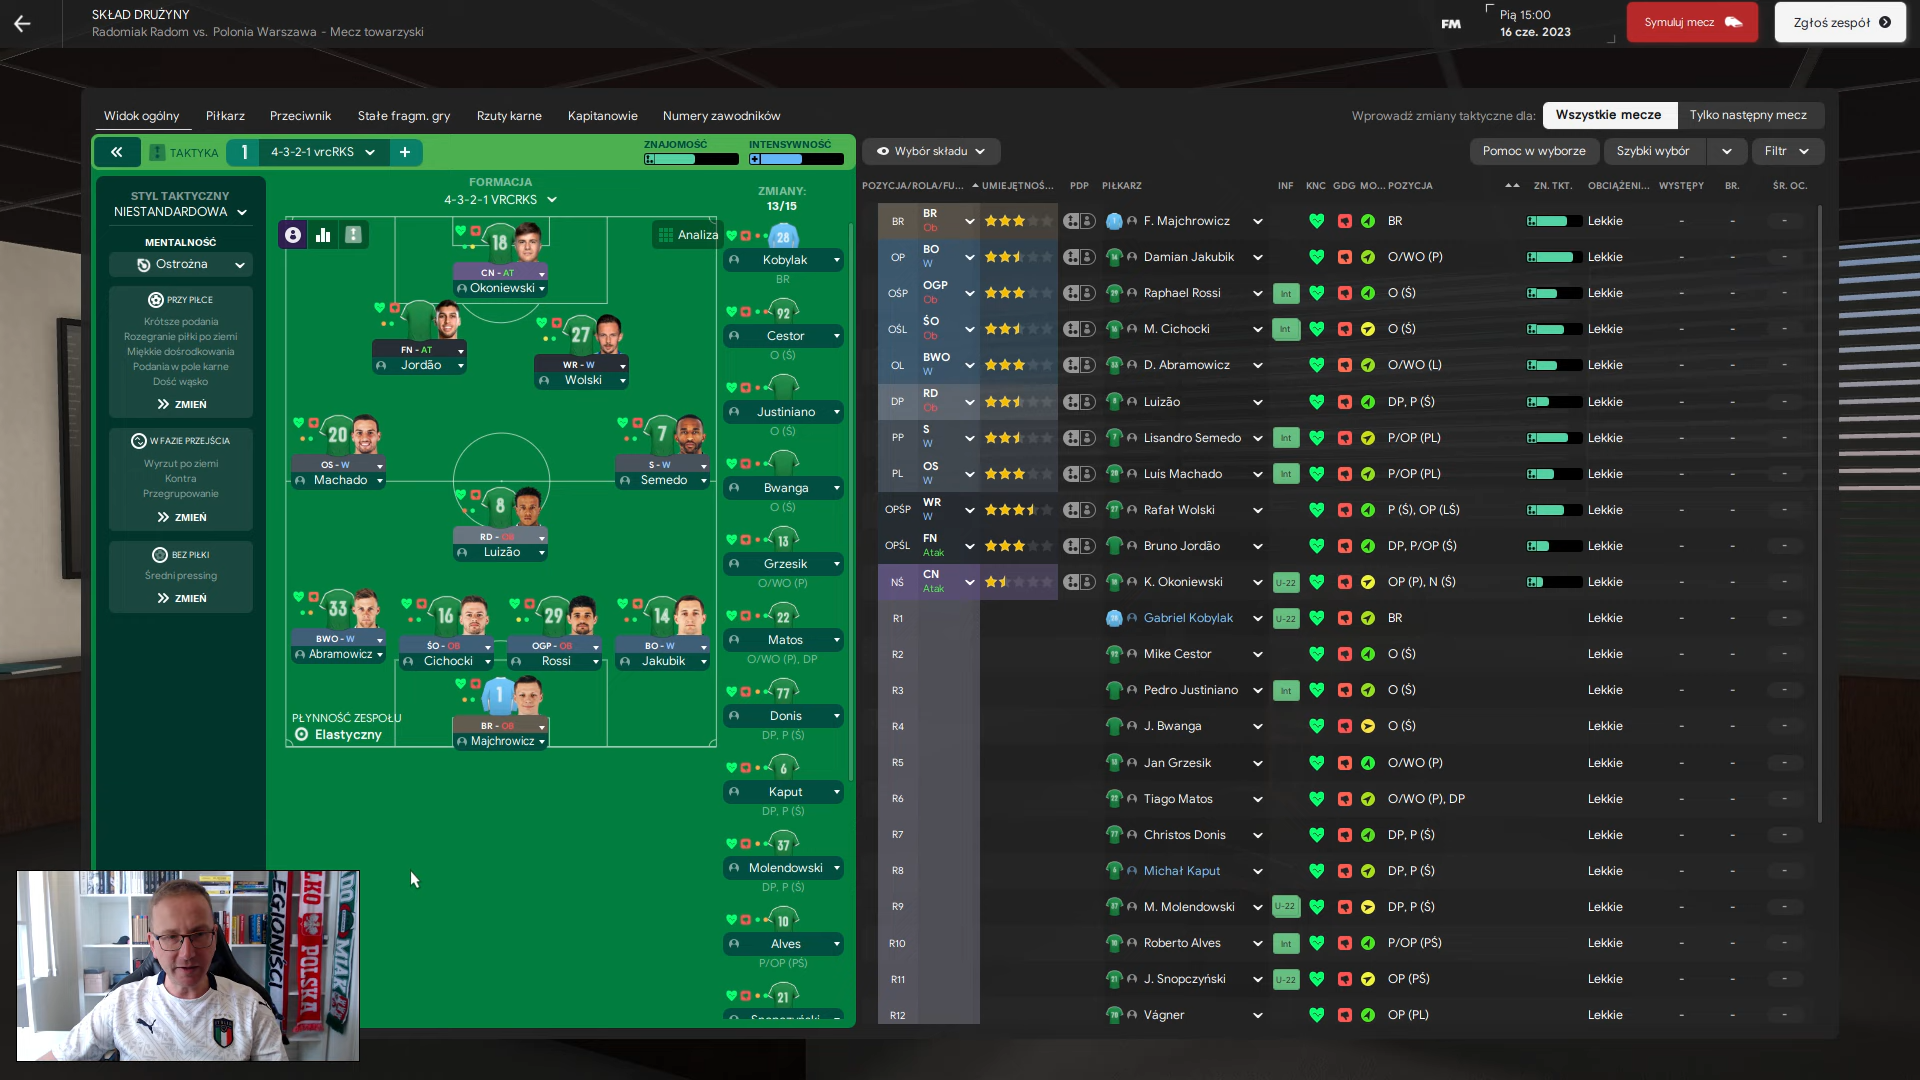 SKŁAD DRUŻYNY
Radomiak Radom vs. Polonia Warszawa - Mecz towarzyski
FM
Pią 15:00
16 cze. 2023
Symuluj mecz
Zgłoś zespół
Widok ogólny Piłkarz Przeciwnik Stałe fragm. gry Rzuty karne Kapitanowie Numery zawodników
Wprowadź zmiany taktyczne dla: Wszystkie mecze Tylko następny mecz
TAKTYKA 1 4-3-2-1 vrcRKS +
ZNAJOMOŚĆ INTENSYWNOŚĆ
STYL TAKTYCZNY
NIESTANDARDOWA
MENTALNOŚĆ
Ostrożna
PRZY PIŁCE
Krótsze podania
Rozegranie piłki po ziemi
Miękkie dośrodkowania
Podania w pole karne
Dość wąsko
ZMIEŃ
W FAZIE PRZEJŚCIA
Wyrzut po ziemi
Kontra
Przegrupowanie
ZMIEŃ
BEZ PIŁKI
Średni pressing
ZMIEŃ
FORMACJA
4-3-2-1 VRCRKS
Analiza
18
CN - AT
Okoniewski
FN - AT
Jordão
27
WR - W
Wolski
20
OS - W
Machado
7
S - W
Semedo
8
RD - OB
Luizão
33
BWO - W
Abramowicz
16
ŚO - OB
Cichocki
29
OGP - OB
Rossi
14
BO - W
Jakubik
1
BR - OB
Majchrowicz
PŁYNNOŚĆ ZESPOŁU
Elastyczny
ZMIANY:
13/15
28
Kobylak
BR
92
Cestor
O (Ś)
Justiniano
O (Ś)
Bwanga
O (Ś)
13
Grzesik
O/WO (P)
22
Matos
O/WO (P), DP
77
Donis
DP, P (Ś)
6
Kaput
DP, P (Ś)
37
Molendowski
DP, P (Ś)
10
Alves
P/OP (PŚ)
21
Snopczyński
Wybór składu
Pomoc w wyborze Szybki wybór Filtr
POZYCJA/ROLA/FU... UMIEJĘTNOŚ... PDP PIŁKARZ INF KNC GDG MO... POZYCJA ZN. TKT. OBCIĄŻENI... WYSTĘPY BR. ŚR. OC.
BR BR Ob F. Majchrowicz BR Lekkie - - -
OP BO W Damian Jakubik O/WO (P) Lekkie - - -
OŚP OGP Ob Raphael Rossi Int O (Ś) Lekkie - - -
OŚL ŚO Ob M. Cichocki Int O (Ś) Lekkie - - -
OL BWO W D. Abramowicz O/WO (L) Lekkie - - -
DP RD Ob Luizão DP, P (Ś) Lekkie - - -
PP S W Lisandro Semedo Int P/OP (PL) Lekkie - - -
PL OS W Luís Machado Int P/OP (PL) Lekkie - - -
OPŚP WR W Rafał Wolski P (Ś), OP (LŚ) Lekkie - - -
OPŚL FN Atak Bruno Jordão DP, P/OP (Ś) Lekkie - - -
NŚ CN Atak K. Okoniewski U-22 OP (P), N (Ś) Lekkie - - -
R1 Gabriel Kobylak U-22 BR Lekkie - - -
R2 Mike Cestor O (Ś) Lekkie - - -
R3 Pedro Justiniano Int O (Ś) Lekkie - - -
R4 J. Bwanga O (Ś) Lekkie - - -
R5 Jan Grzesik O/WO (P) Lekkie - - -
R6 Tiago Matos O/WO (P), DP Lekkie - - -
R7 Christos Donis DP, P (Ś) Lekkie - - -
R8 Michał Kaput DP, P (Ś) Lekkie - - -
R9 M. Molendowski U-22 DP, P (Ś) Lekkie - - -
R10 Roberto Alves Int P/OP (PŚ) Lekkie - - -
R11 J. Snopczyński U-22 OP (PŚ) Lekkie - - -
R12 Vágner OP (PL) Lekkie - - -
EGIONIŚCI
POLSKA
MIAK